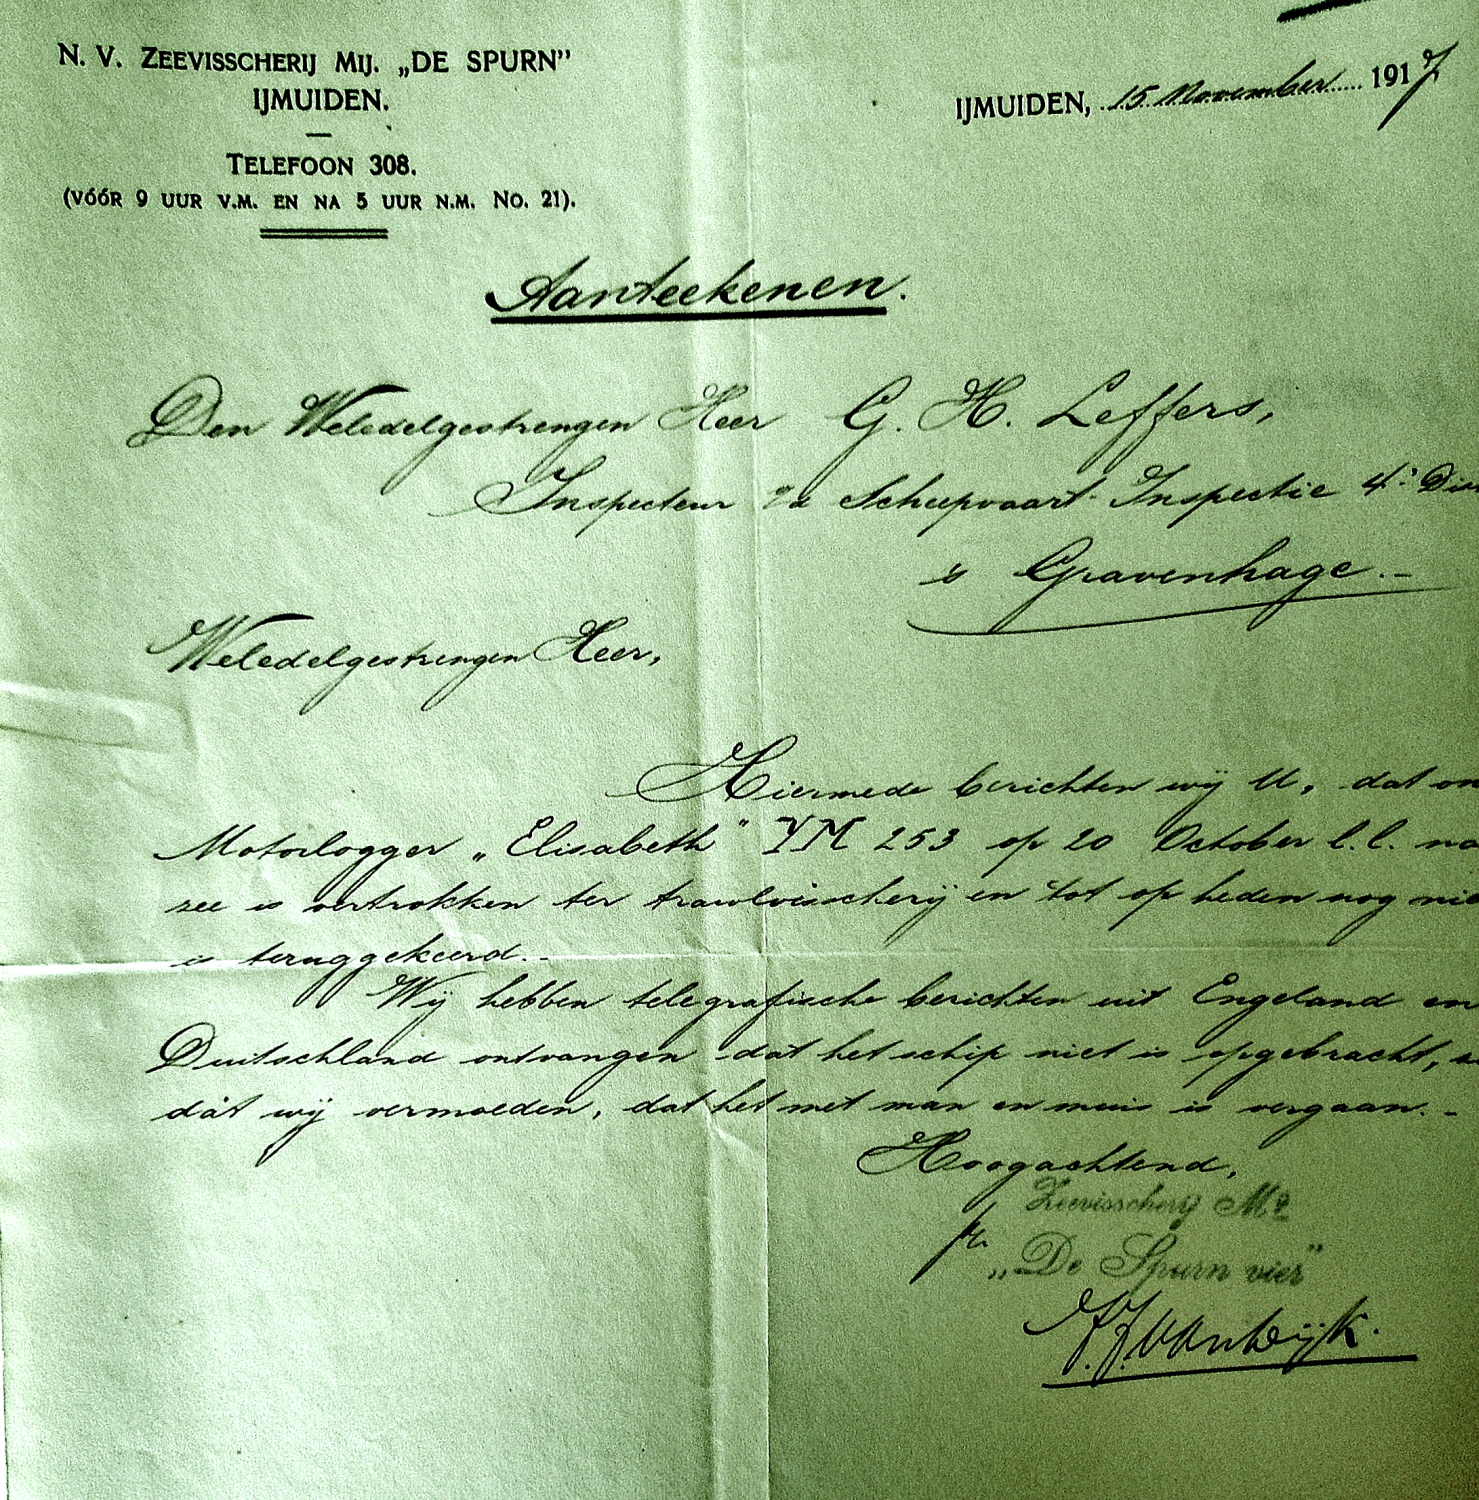 N. V. ZEEVISSCHERIJ MIJ. „DE SPURN”
IJMUIDEN.
TELEFOON 308.
(VÓÓR 9 UUR V.M. EN NA 5 UUR N.M. NO. 21).
IJMUIDEN, 15 November 1917
Aanteekenen.
Den Weledelgestrengen Heer G. H. Leffers,
Inspecteur v/d Scheepvaart-Inspectie 4e Dis
's Gravenhage.-
Weledelgestrengen Heer,
Hiermede berichten wij U, dat on
Motorlogger „Elisabeth" YM 253 op 20 October l.l. na
zee is vertrokken ter trawlvisscherij en tot op heden nog nie
is teruggekeerd.-
Wij hebben telegrafische berichten uit Engeland en
Duitschland ontvangen dat het schip niet is opgebracht,
dat wij vermoeden, dat het met man en muis is vergaan.-
Hoogachtend,
Zeevisscherij Mij
„De Spurn vier"
J. J. van Wijk.